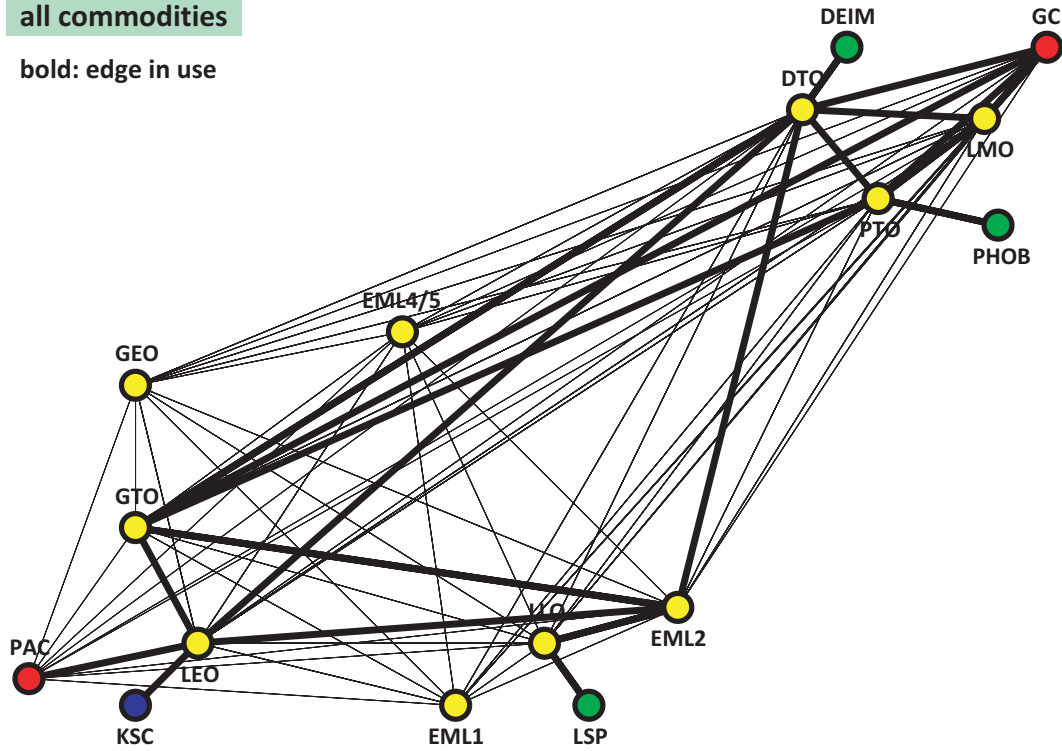 all commodities
bold: edge in use
DEIM
GC
DTO
LMO
PTO
PHOB
EML4/5
GEO
GTO
LLO
EML2
PAC
LEO
KSC
EML1
LSP